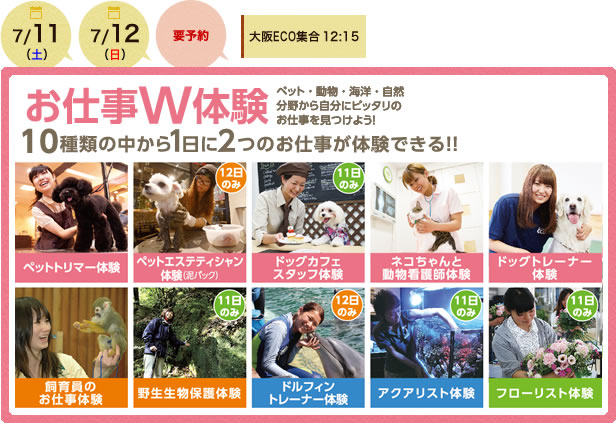 7/11
(土)
7/12
(日)
要予約
大阪ECO集合 12:15
お仕事W体験
ペット・動物・海洋・自然
分野から自分にピッタリの
お仕事を見つけよう!
10種類の中から1日に2つのお仕事が体験できる!!
ペットトリマー体験
12日
のみ
ペットエステティシャン
体験(泥パック)
11日
のみ
ドッグカフェ
スタッフ体験
ネコちゃんと
動物看護師体験
ドッグトレーナー
体験
飼育員の
お仕事体験
11日
のみ
野生生物保護体験
12日
のみ
ドルフィン
トレーナー体験
11日
のみ
アクアリスト体験
11日
のみ
フローリスト体験